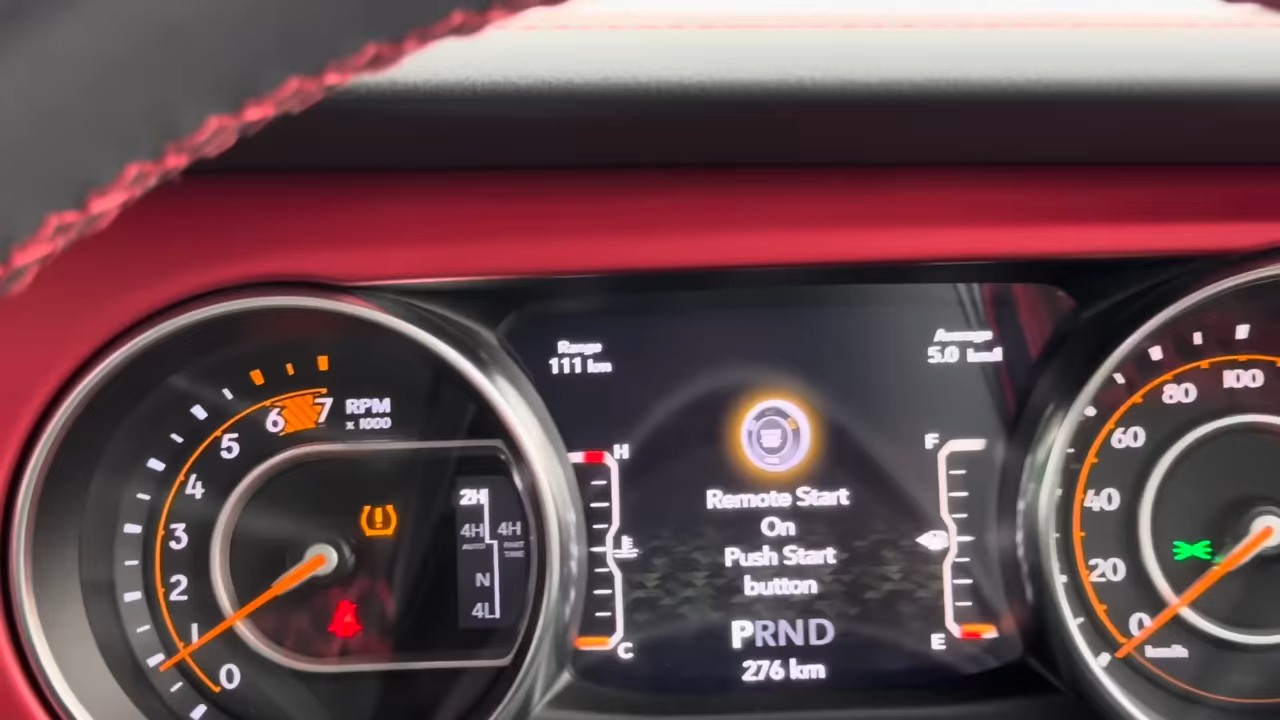 Range
111 km
Average
5.0
7
6
RPM
x 1000
5
4
3
2
1
0
2H
4H
AUTO
4H
PART
TIME
N
4L
H
C
Remote Start
On
Push Start
button
PRND
276 km
F
E
100
80
60
40
20
0
km/h